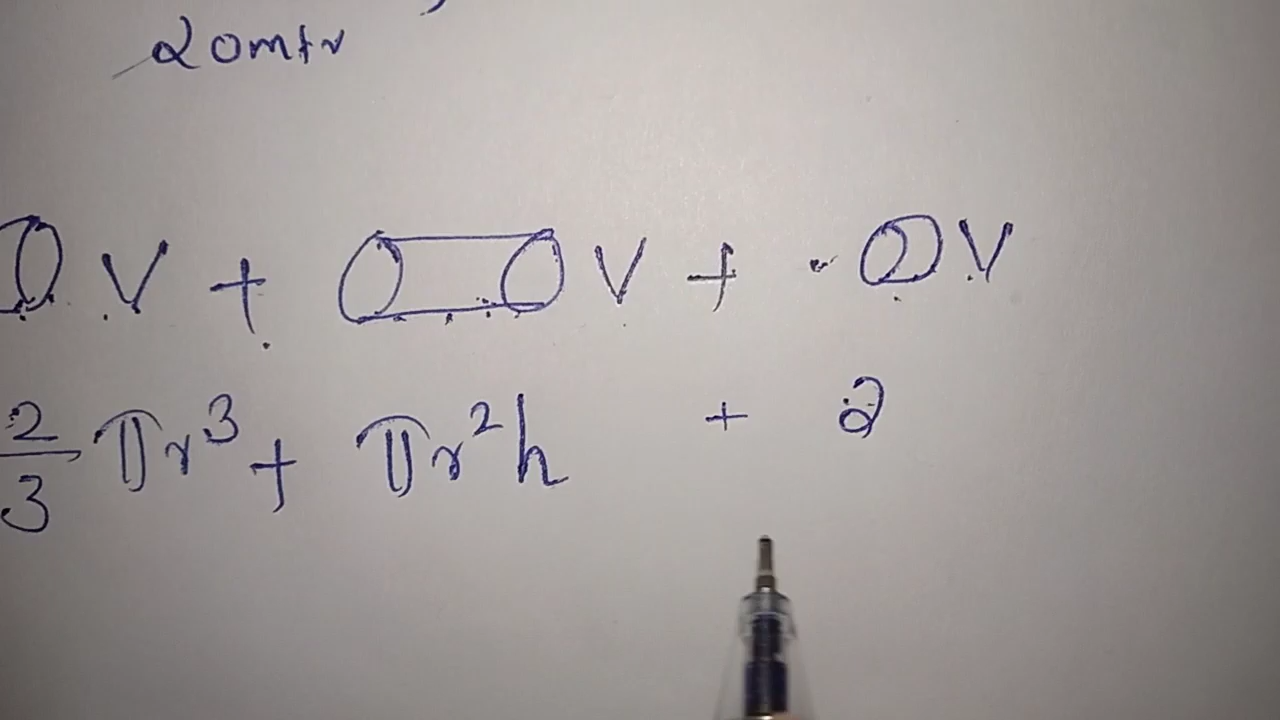 20mtr
V + V + V
2/3 πr³ + πr²h + 2